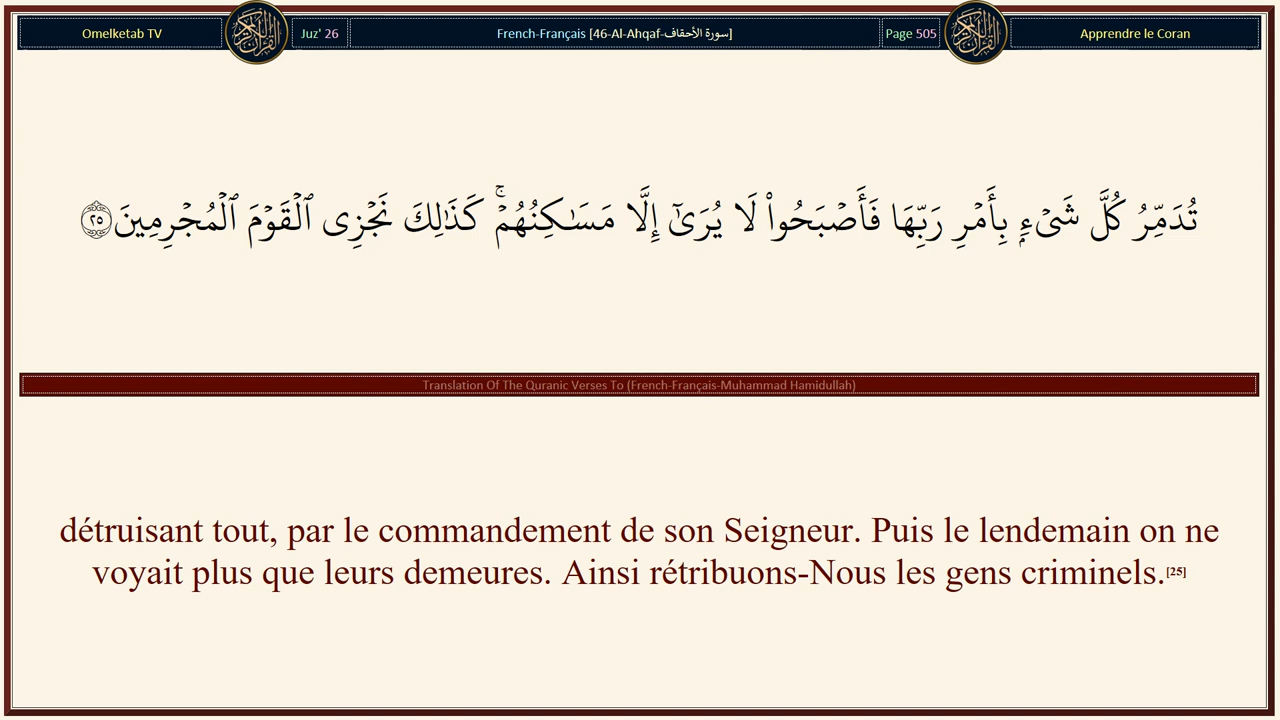 Omelketab TV
Juz' 26
French-Français [46-Al-Ahqaf-سورة الأحقاف]
Page 505
Apprendre le Coran
تُدَمِّرُ كُلَّ شَىْءٍۭ بِأَمْرِ رَبِّهَا فَأَصْبَحُوا۟ لَا يُرَىٰٓ إِلَّا مَسَـٰكِنُهُمْ ۚ كَذَٰلِكَ نَجْزِى ٱلْقَوْمَ ٱلْمُجْرِمِينَ ٢٥
Translation Of The Quranic Verses To (French-Français-Muhammad Hamidullah)
détruisant tout, par le commandement de son Seigneur. Puis le lendemain on ne
voyait plus que leurs demeures. Ainsi rétribuons-Nous les gens criminels.[25]